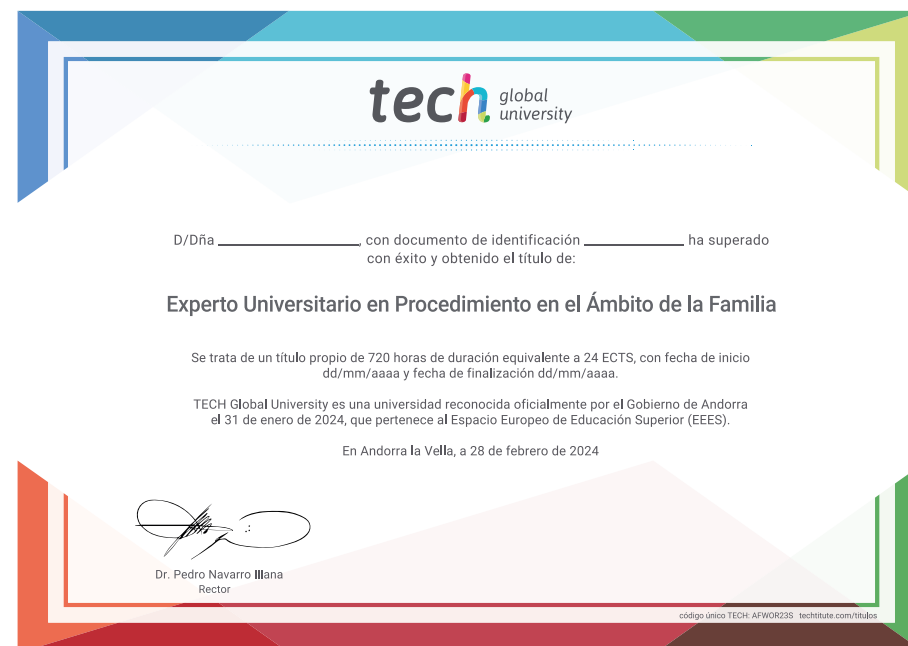 tech global university
D/Dña ____________________, con documento de identificación ______________ ha superado
con éxito y obtenido el título de:
Experto Universitario en Procedimiento en el Ámbito de la Familia
Se trata de un título propio de 720 horas de duración equivalente a 24 ECTS, con fecha de inicio
dd/mm/aaaa y fecha de finalización dd/mm/aaaa.
TECH Global University es una universidad reconocida oficialmente por el Gobierno de Andorra
el 31 de enero de 2024, que pertenece al Espacio Europeo de Educación Superior (EEES).
En Andorra la Vella, a 28 de febrero de 2024
Dr. Pedro Navarro Illana
Rector
código único TECH: AFWOR23S techtitute.com/titulos